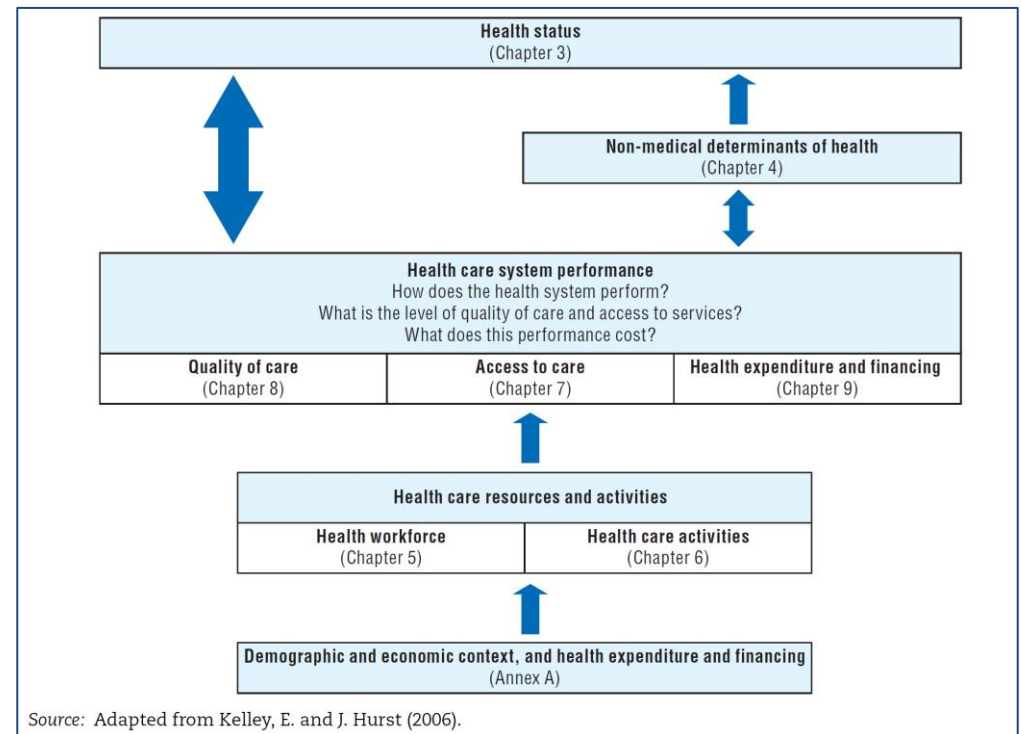 Health status
(Chapter 3)
Non-medical determinants of health
(Chapter 4)
Health care system performance
How does the health system perform?
What is the level of quality of care and access to services?
What does this performance cost?
Quality of care
(Chapter 8)
Access to care
(Chapter 7)
Health expenditure and financing
(Chapter 9)
Health care resources and activities
Health workforce
(Chapter 5)
Health care activities
(Chapter 6)
Demographic and economic context, and health expenditure and financing
(Annex A)
Source: Adapted from Kelley, E. and J. Hurst (2006).